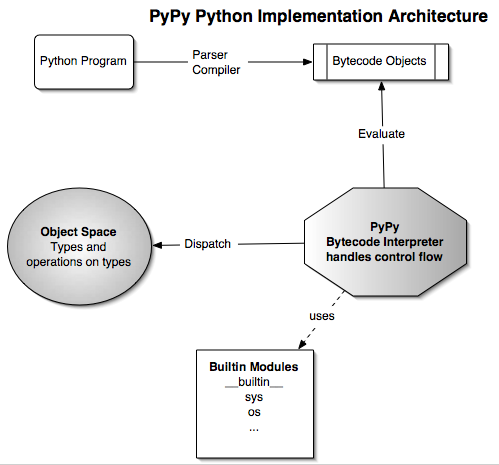 PyPy Python Implementation Architecture
Python Program
Parser
Compiler
Bytecode Objects
Evaluate
Object Space
Types and
operations on types
Dispatch
PyPy
Bytecode Interpreter
handles control flow
uses
Builtin Modules
__builtin__
sys
os
...